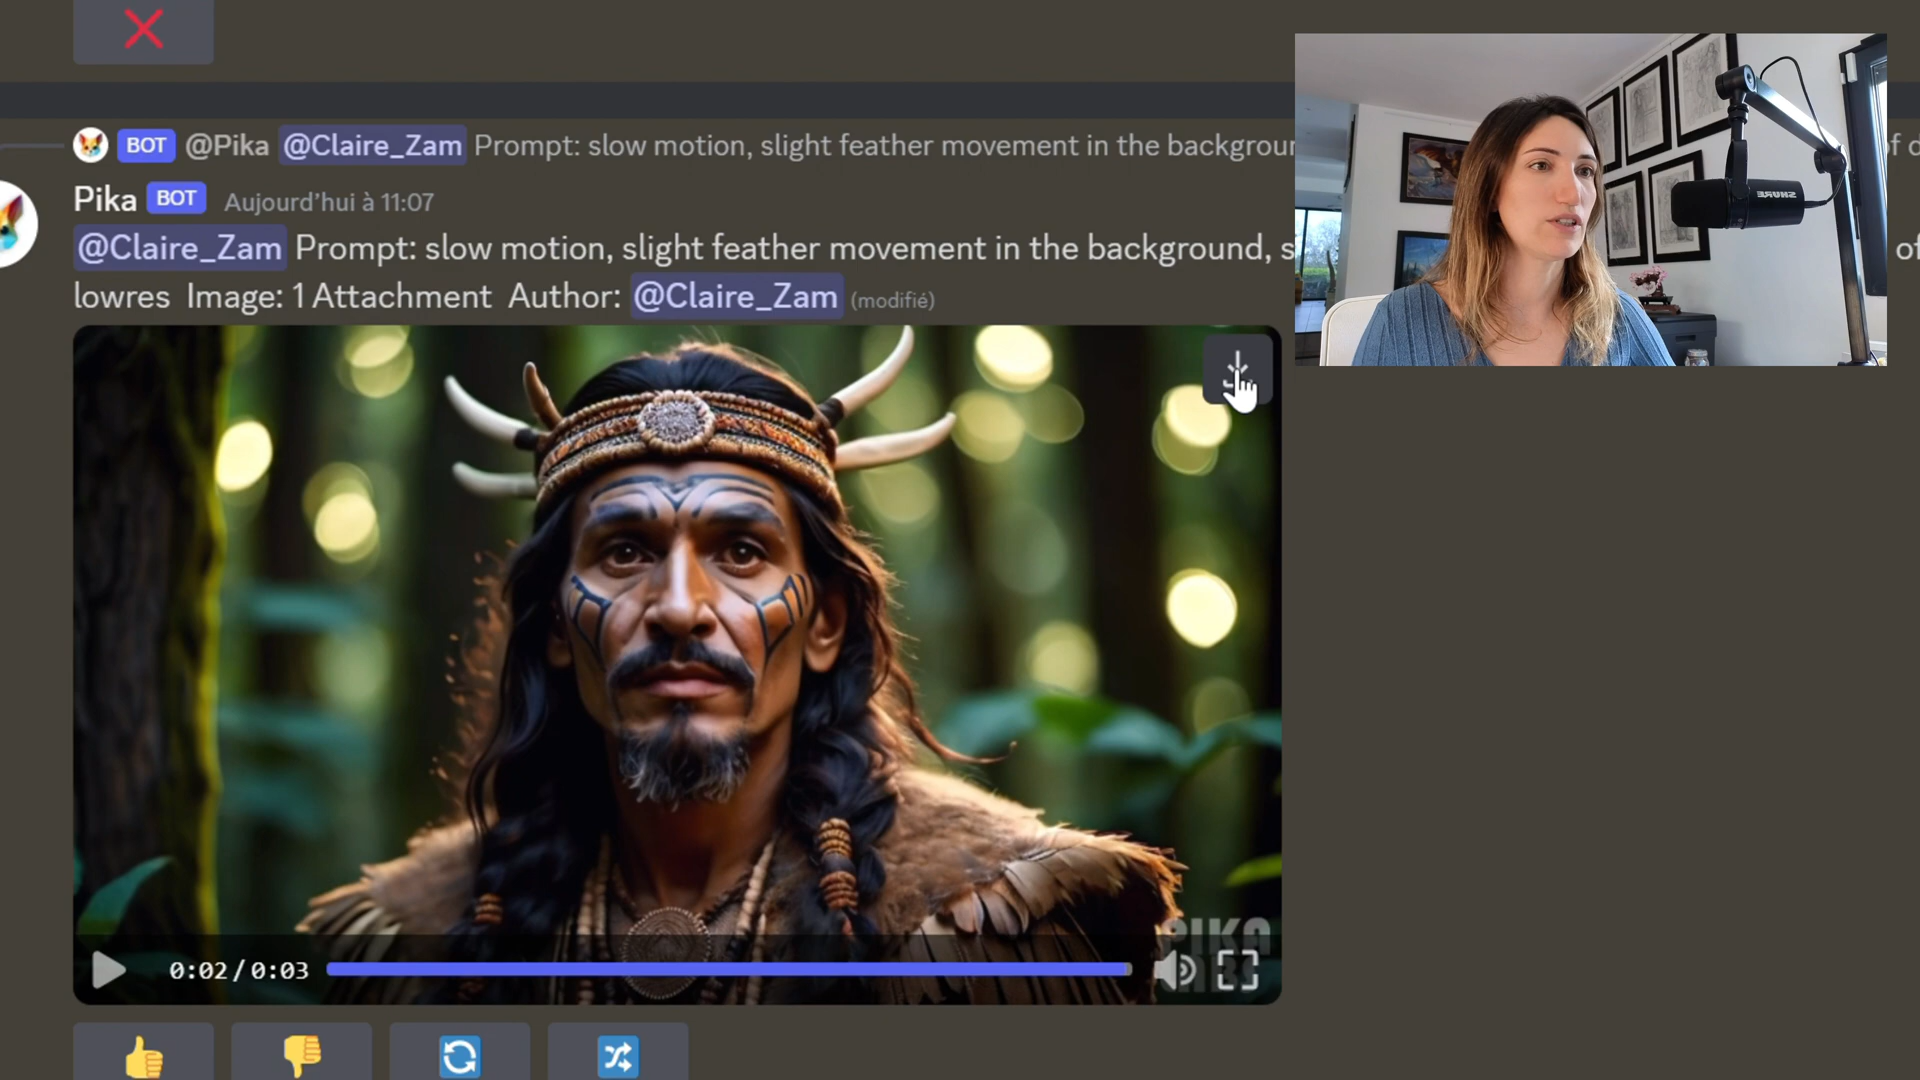 BOT @Pika @Claire_Zam Prompt: slow motion, slight feather movement in the
Pika BOT Aujourd'hui à 11:07
@Claire_Zam Prompt: slow motion, slight feather movement in the background,
lowres Image: 1 Attachment Author: @Claire_Zam (modifié)
SHURE
PIKA
0:02/0:03